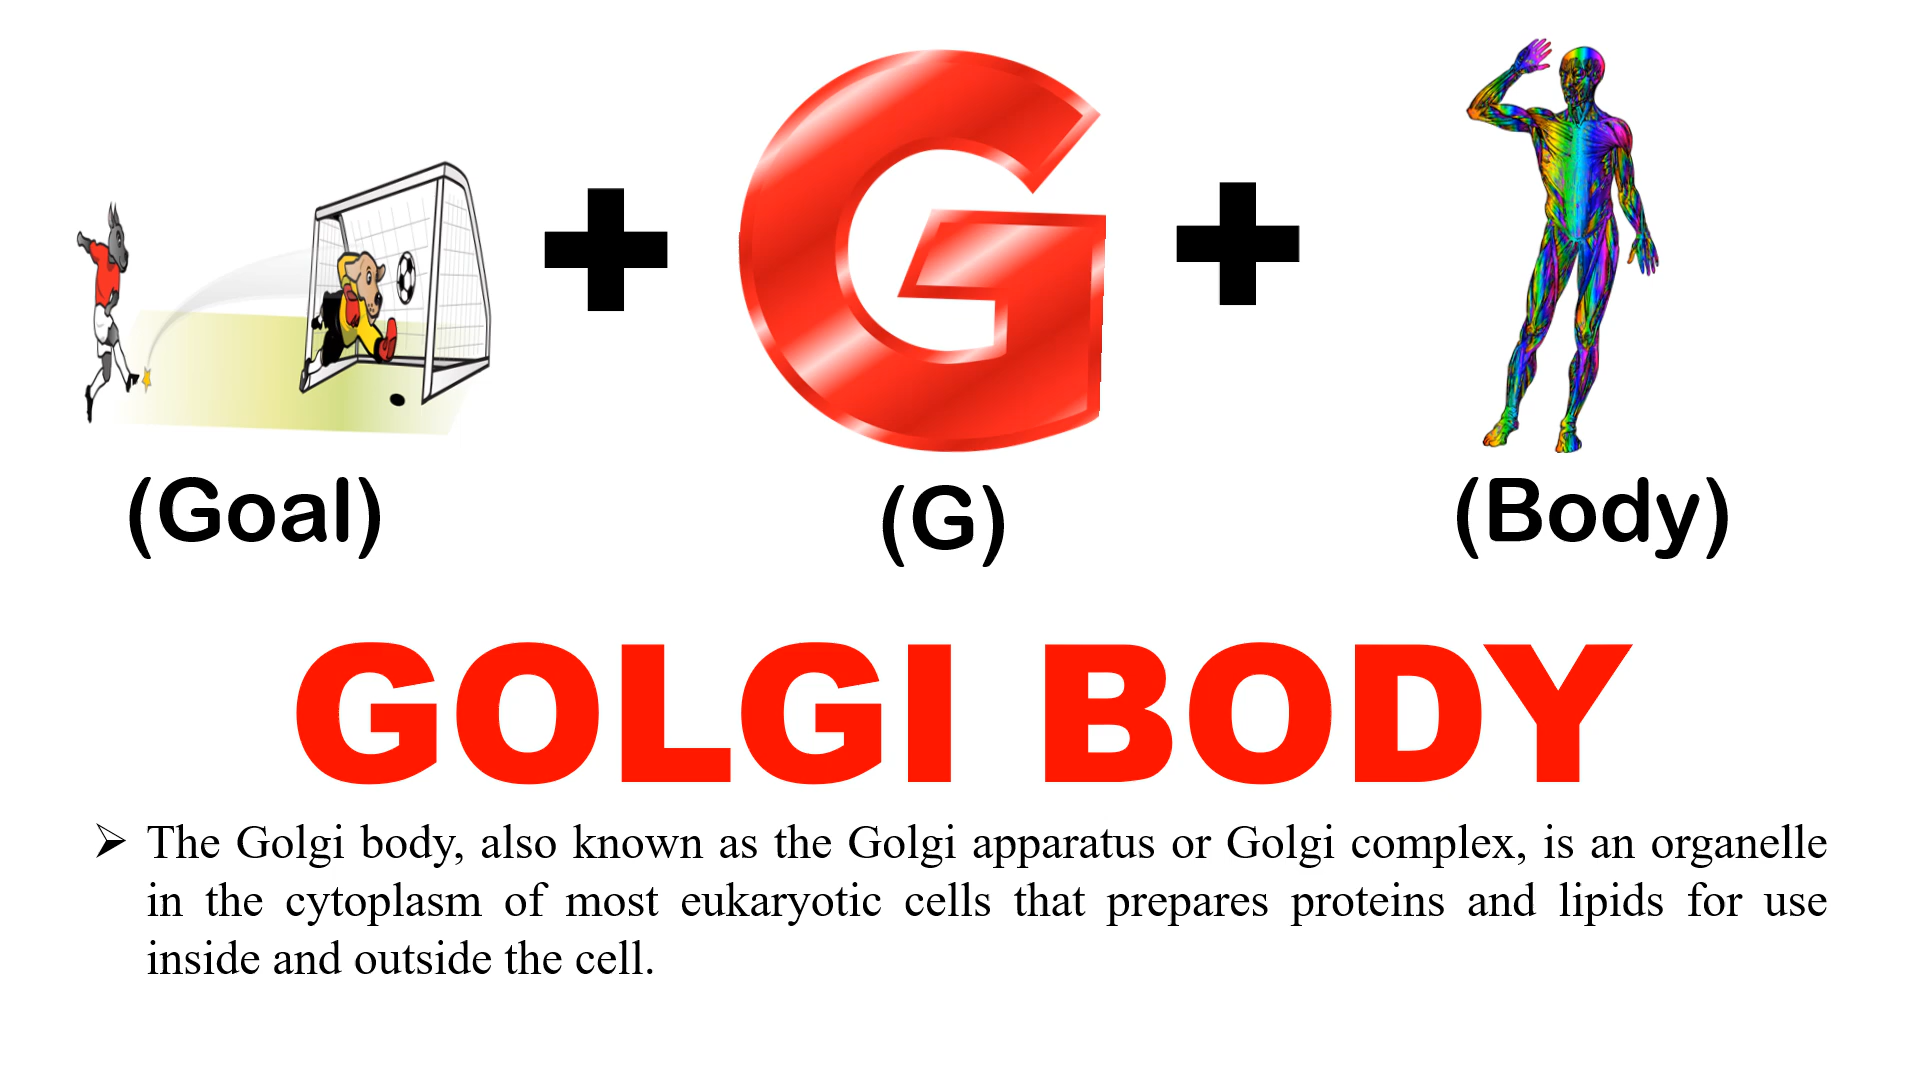 G
(Goal) (G) (Body)
GOLGI BODY
➢ The Golgi body, also known as the Golgi apparatus or Golgi complex, is an organelle
in the cytoplasm of most eukaryotic cells that prepares proteins and lipids for use
inside and outside the cell.